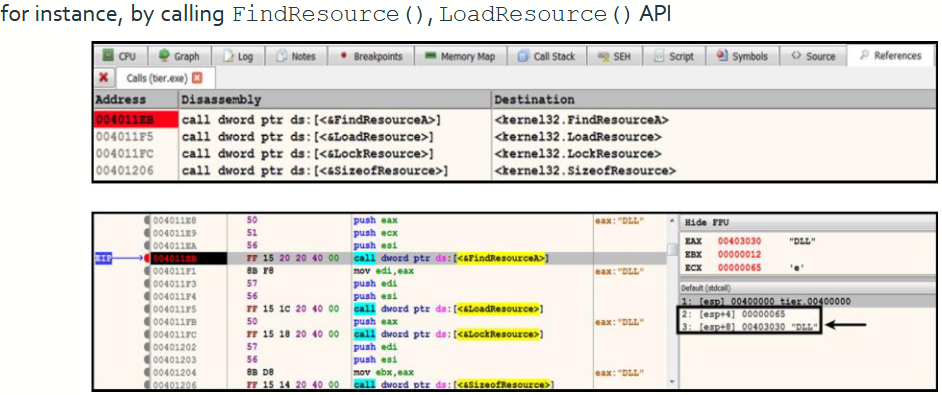 for instance, by calling FindResource(), LoadResource() API
CPU Graph Log Notes Breakpoints Memory Map Call Stack SEH Script Symbols Source References
Calls (tier.exe)
Address Disassembly Destination
004011EB call dword ptr ds:[<&FindResourceA>] <kernel32.FindResourceA>
004011F5 call dword ptr ds:[<&LoadResource>] <kernel32.LoadResource>
004011FC call dword ptr ds:[<&LockResource>] <kernel32.LockResource>
00401206 call dword ptr ds:[<&SizeofResource>] <kernel32.SizeofResource>
004011E8 50 push eax eax:"DLL" Hide FPU
004011E9 51 push ecx
004011EA 56 push esi EAX 00403030 "DLL"
EIP 004011EB FF 15 20 20 40 00 call dword ptr ds:[<&FindResourceA>] EBX 00000012
004011F1 8B F8 mov edi,eax eax:"DLL" ECX 00000065 'e'
004011F3 57 push edi Default (stdcall)
004011F4 56 push esi 1: [esp] 00400000 tier.00400000
004011F5 FF 15 1C 20 40 00 call dword ptr ds:[<&LoadResource>] 2: [esp+4] 00000065
004011FB 50 push eax eax:"DLL" 3: [esp+8] 00403030 "DLL"
004011FC FF 15 18 20 40 00 call dword ptr ds:[<&LockResource>]
00401202 57 push edi
00401203 56 push esi
00401204 8B D8 mov ebx,eax eax:"DLL"
00401206 FF 15 14 20 40 00 call dword ptr ds:[<&SizeofResource>]